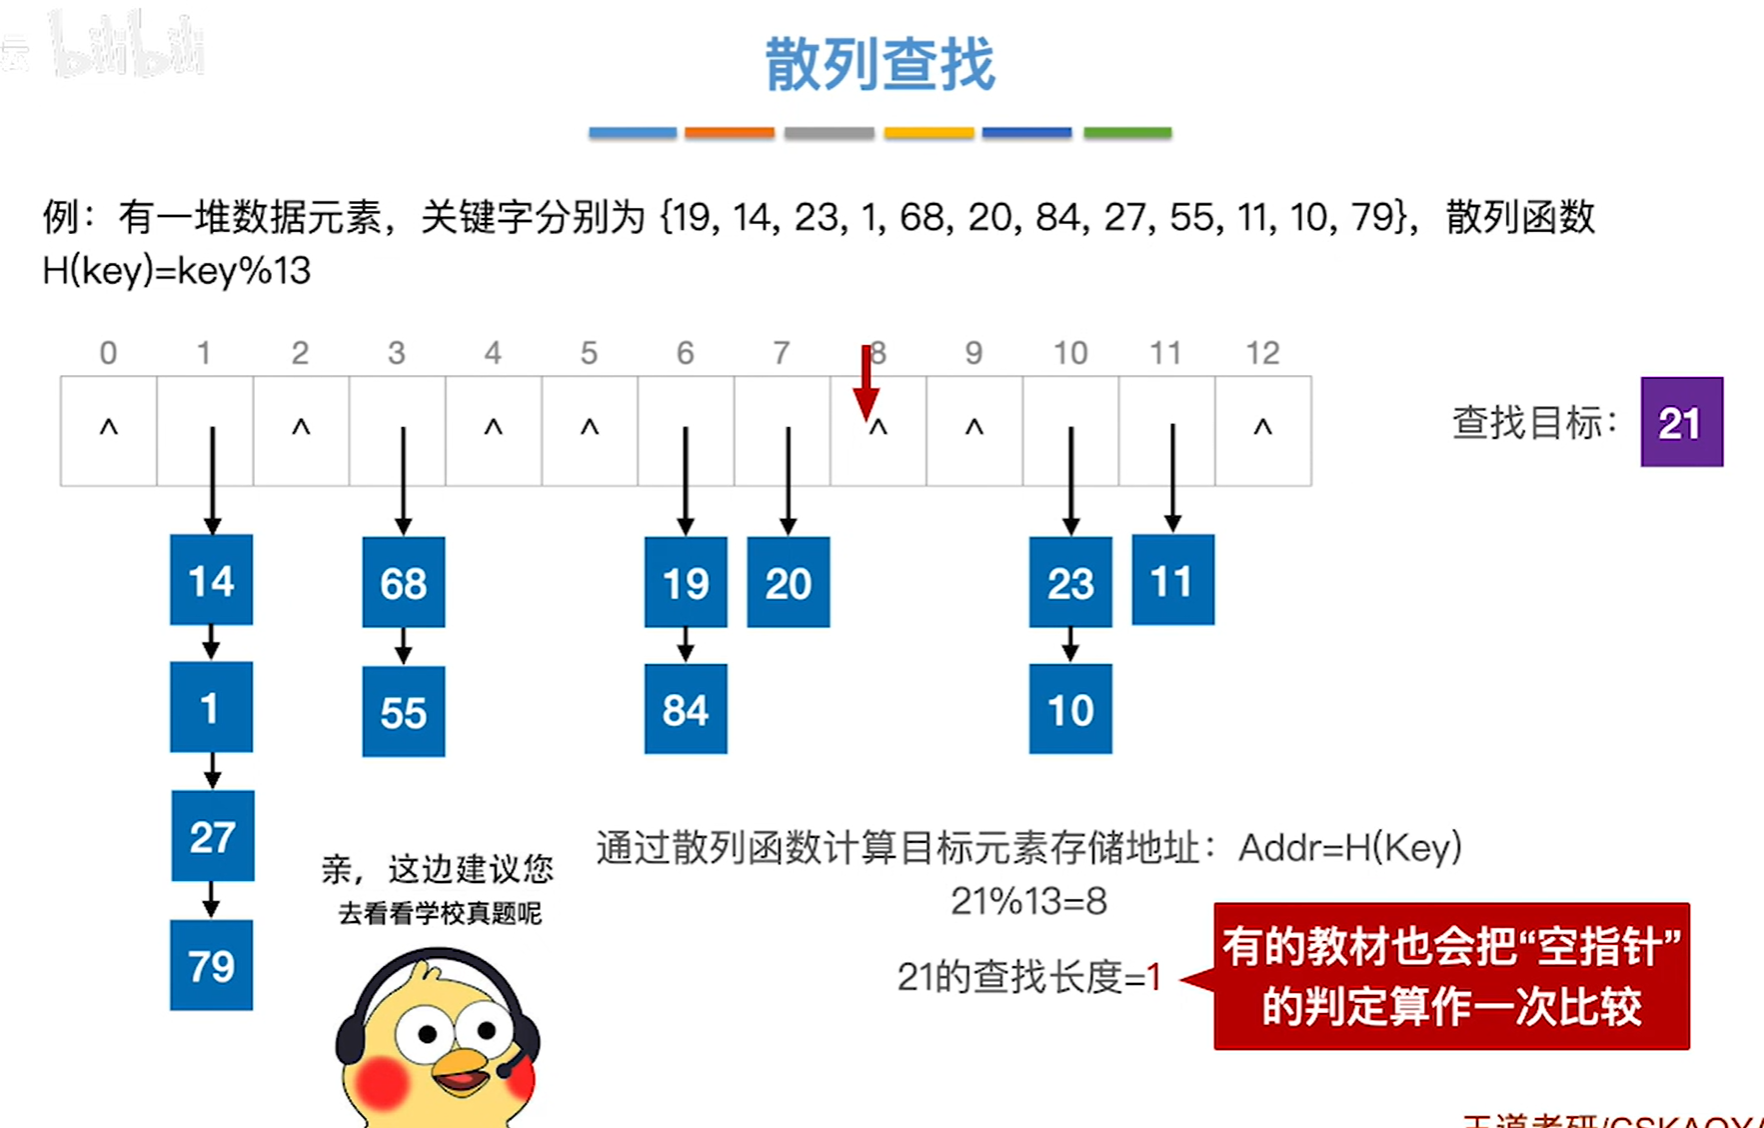 云 bilibili
散列查找
例：有一堆数据元素，关键字分别为 {19, 14, 23, 1, 68, 20, 84, 27, 55, 11, 10, 79}，散列函数
H(key)=key%13
0 1 2 3 4 5 6 7 8 9 10 11 12
^ ^ ^ ^ ^ ^ ^
查找目标： 21
14 68 19 20 23 11
1 55 84 10
27
79
亲，这边建议您
去看看学校真题呢
通过散列函数计算目标元素存储地址：Addr=H(Key)
21%13=8
21的查找长度=1
有的教材也会把“空指针”
的判定算作一次比较
王道考研/CSKAOYA